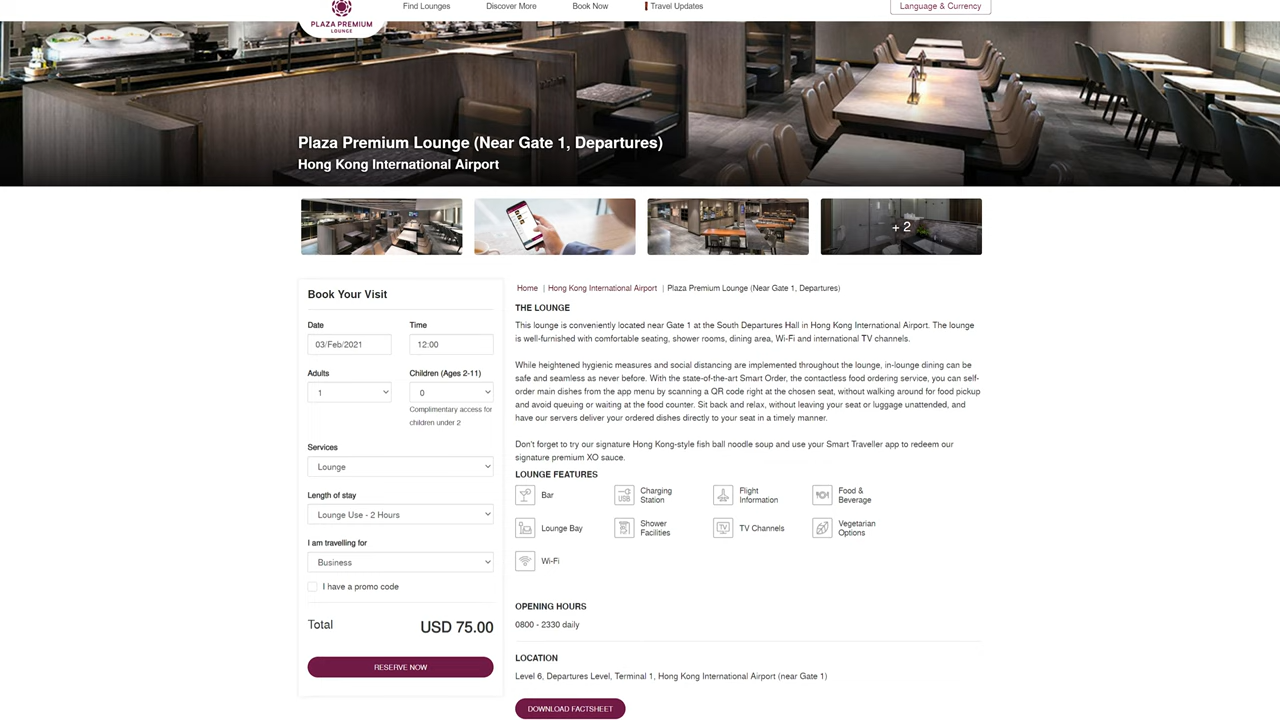 Find Lounges
Discover More
Book Now
Travel Updates
Language & Currency
PLAZA PREMIUM
LOUNGE
Plaza Premium Lounge (Near Gate 1, Departures)
Hong Kong International Airport
+ 2
Book Your Visit
Date
Time
03/Feb/2021
12:00
Adults
Children (Ages 2-11)
1
0
Complimentary access for
children under 2
Services
Lounge
Length of stay
Lounge Use - 2 Hours
I am travelling for
Business
I have a promo code
Total
USD 75.00
RESERVE NOW
Home | Hong Kong International Airport | Plaza Premium Lounge (Near Gate 1, Departures)
THE LOUNGE
This lounge is conveniently located near Gate 1 at the South Departures Hall in Hong Kong International Airport. The lounge
is well-furnished with comfortable seating, shower rooms, dining area, Wi-Fi and international TV channels.
While heightened hygienic measures and social distancing are implemented throughout the lounge, in-lounge dining can be
safe and seamless as never before. With the state-of-the-art Smart Order, the contactless food ordering service, you can self-
order main dishes from the app menu by scanning a QR code right at the chosen seat, without walking around for food pickup
and avoid queuing or waiting at the food counter. Sit back and relax, without leaving your seat or luggage unattended, and
have our servers deliver your ordered dishes directly to your seat in a timely manner.
Don't forget to try our signature Hong Kong-style fish ball noodle soup and use your Smart Traveller app to redeem our
signature premium XO sauce.
LOUNGE FEATURES
Bar
Charging
Station
Flight
Information
Food &
Beverage
Lounge Bay
Shower
Facilities
TV Channels
Vegetarian
Options
Wi-Fi
USB
TV
OPENING HOURS
0800 - 2330 daily
LOCATION
Level 6, Departures Level, Terminal 1, Hong Kong International Airport (near Gate 1)
DOWNLOAD FACTSHEET